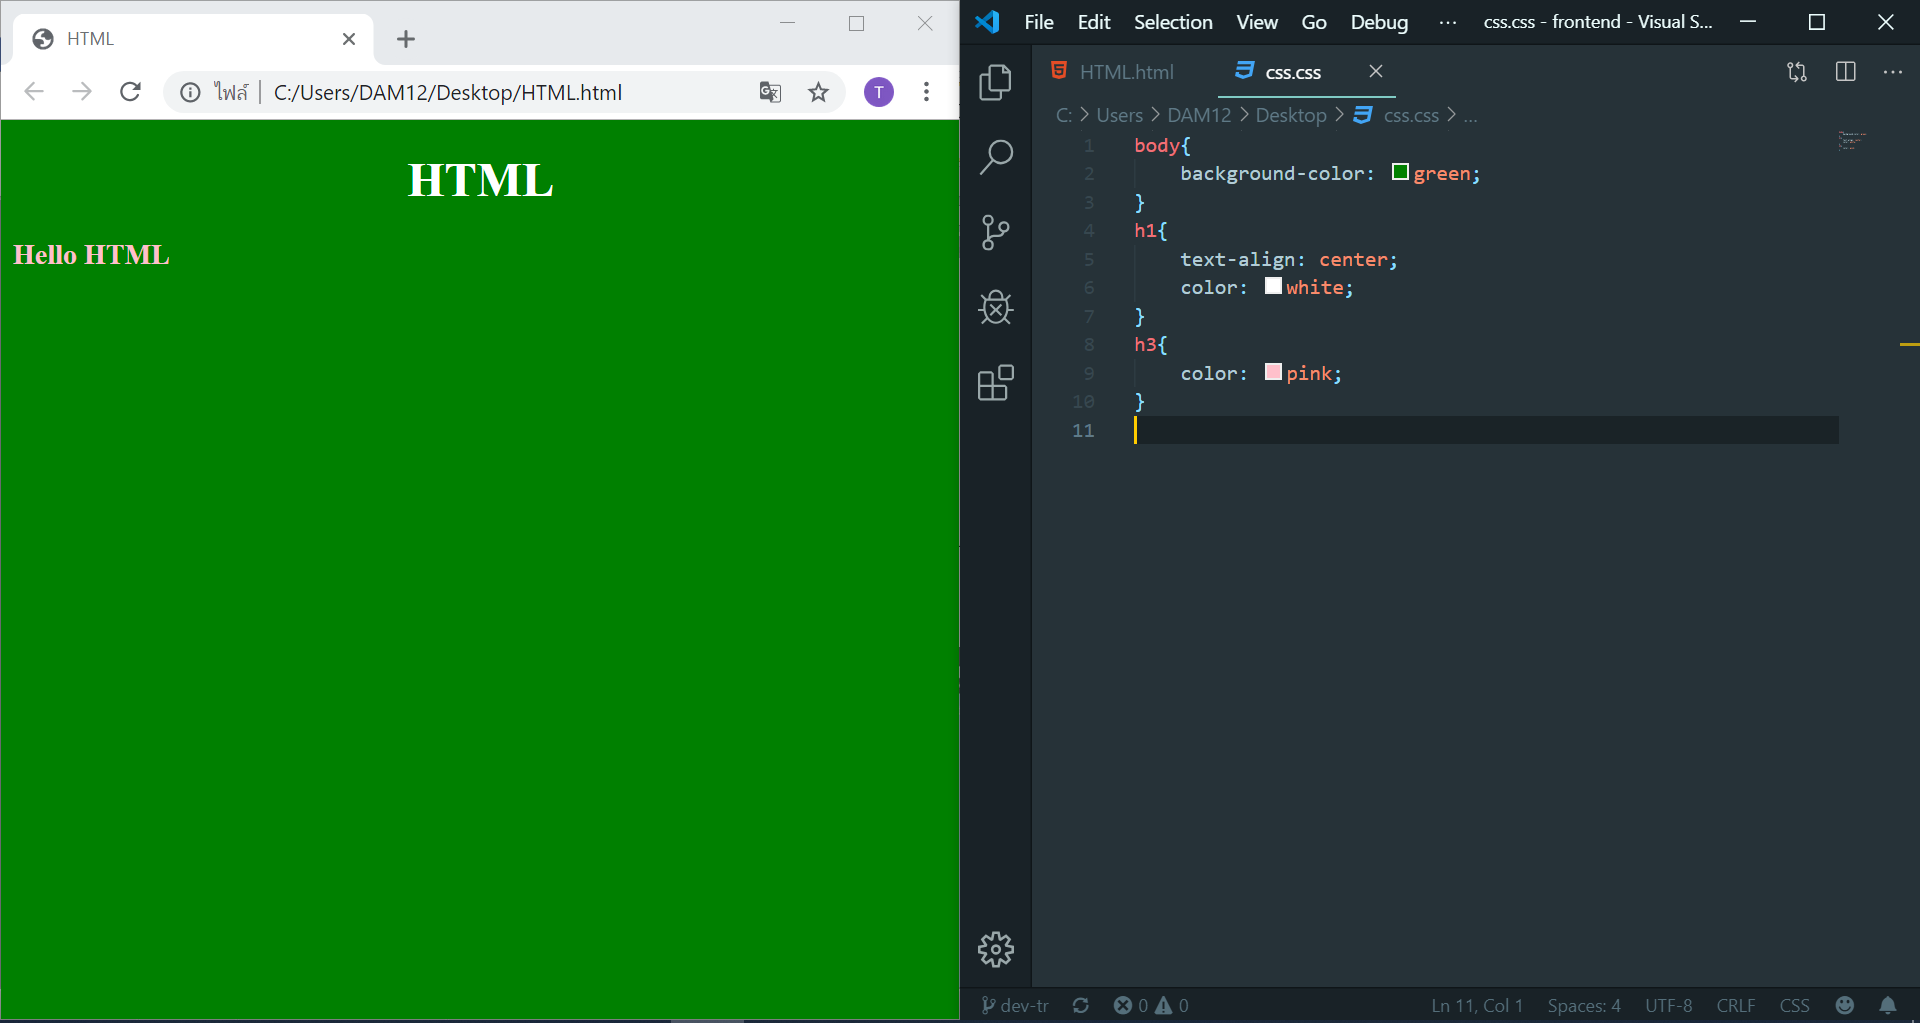 HTML
ไฟล์ C:/Users/DAM12/Desktop/HTML.html T
HTML
Hello HTML
File Edit Selection View Go Debug ··· css.css - frontend - Visual S...
HTML.html css.css
C: > Users > DAM12 > Desktop > css.css > ...
1 body{
2 background-color: green;
3 }
4 h1{
5 text-align: center;
6 color: white;
7 }
8 h3{
9 color: pink;
10 }
11
dev-tr 0 0 Ln 11, Col 1 Spaces: 4 UTF-8 CRLF CSS